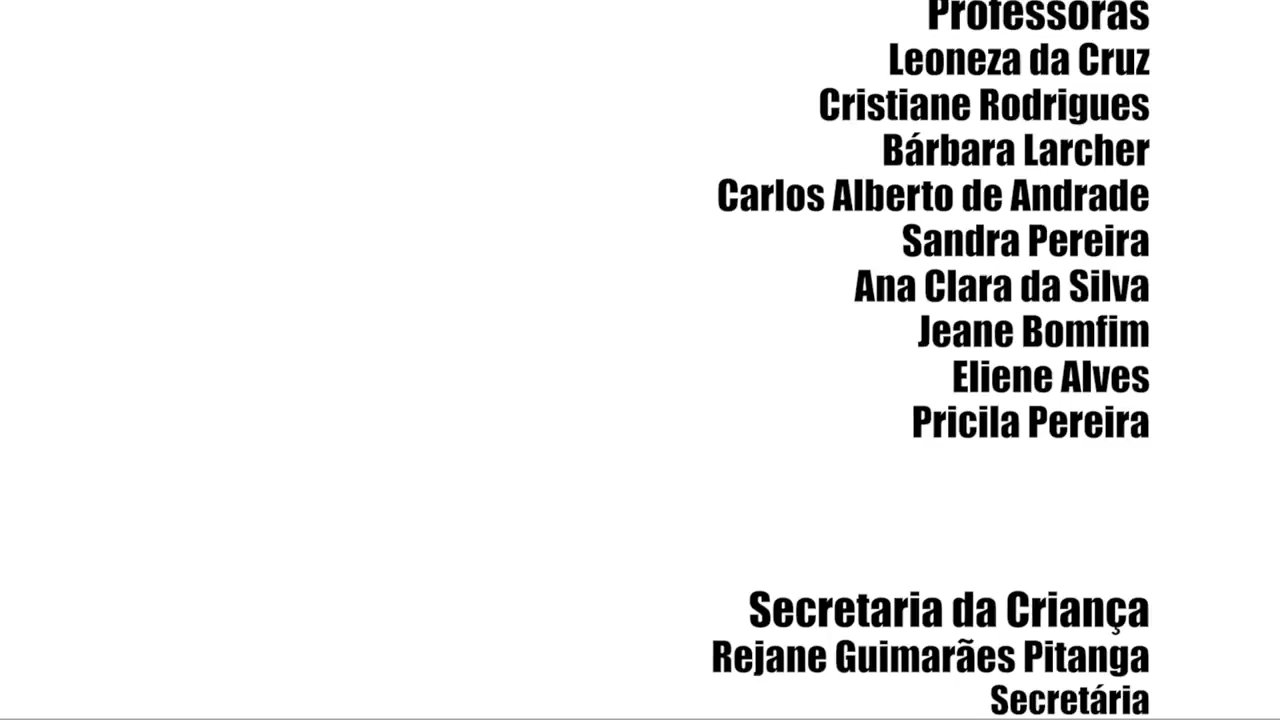 Professoras
Leoneza da Cruz
Cristiane Rodrigues
Bárbara Larcher
Carlos Alberto de Andrade
Sandra Pereira
Ana Clara da Silva
Jeane Bomfim
Eliene Alves
Pricila Pereira
Secretaria da Criança
Rejane Guimarães Pitanga
Secretária